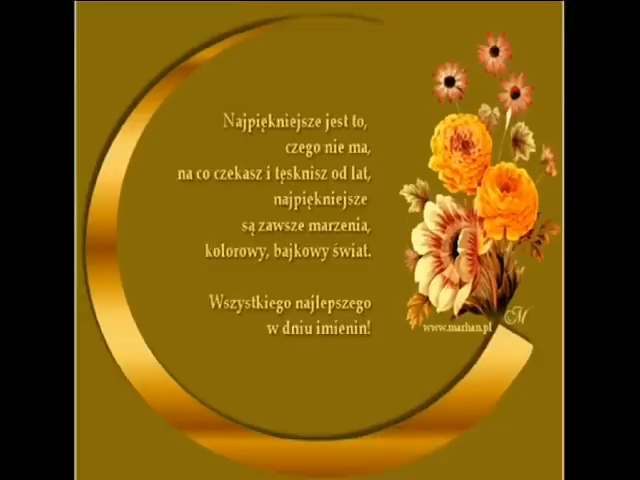 Najpiękniejsze jest to,
czego nie ma,
na co czekasz i tęsknisz od lat,
najpiękniejsze
są zawsze marzenia,
kolorowy, bajkowy świat.
Wszystkiego najlepszego
w dniu imienin!
M
www.marhan.pl